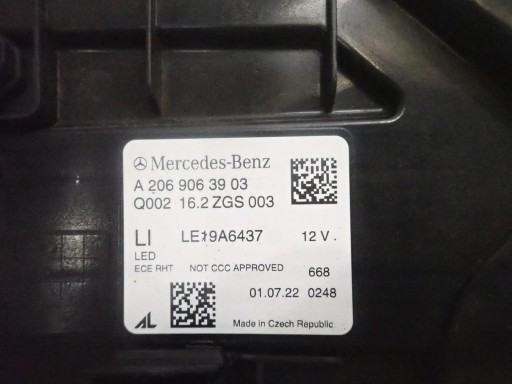 Mercedes-Benz
A 206 906 39 03
Q002 16.2 ZGS 003
LI LE19A6437 12 V
LED
ECE RHT NOT CCC APPROVED 668
01.07.22 0248
AL Made in Czech Republic